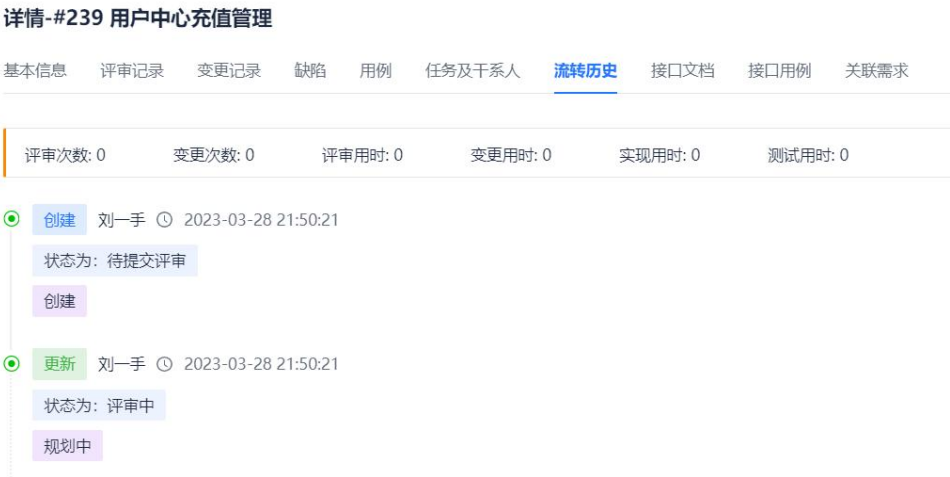 详情-#239 用户中心充值管理
基本信息 评审记录 变更记录 缺陷 用例 任务及干系人 流转历史 接口文档 接口用例 关联需求
评审次数: 0 变更次数: 0 评审用时: 0 变更用时: 0 实现用时: 0 测试用时: 0
创建 刘一手 2023-03-28 21:50:21
状态为：待提交评审
创建
更新 刘一手 2023-03-28 21:50:21
状态为：评审中
规划中